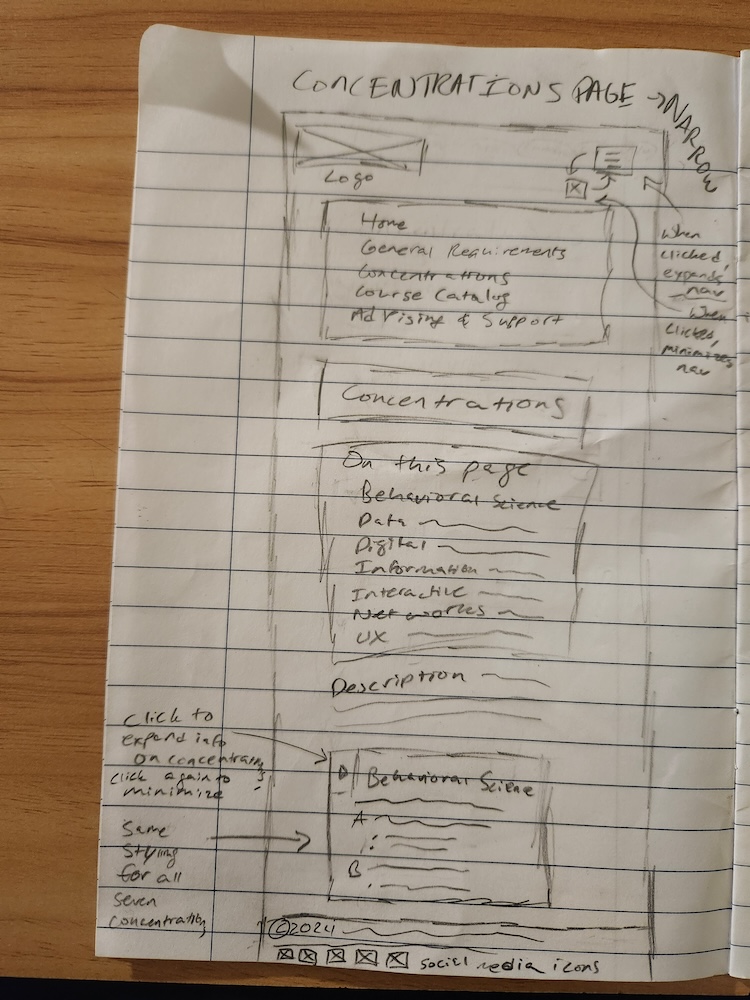 CONCENTRATIONS PAGE → NARROW
Logo
Home
General Requirements
Concentrations
Course Catalog
Advising & Support
When
clicked,
expands
nav
When
clicked,
minimizes
nav
Concentrations
On this page
Behavioral Science
Data
Digital
Information
Interactive
Networks
UX
Description
Click to
expand info
on concentration,
click again to
minimize
Behavioral Science
A
B
Same
styling
for all
seven
concentrations
©2024
social media icons